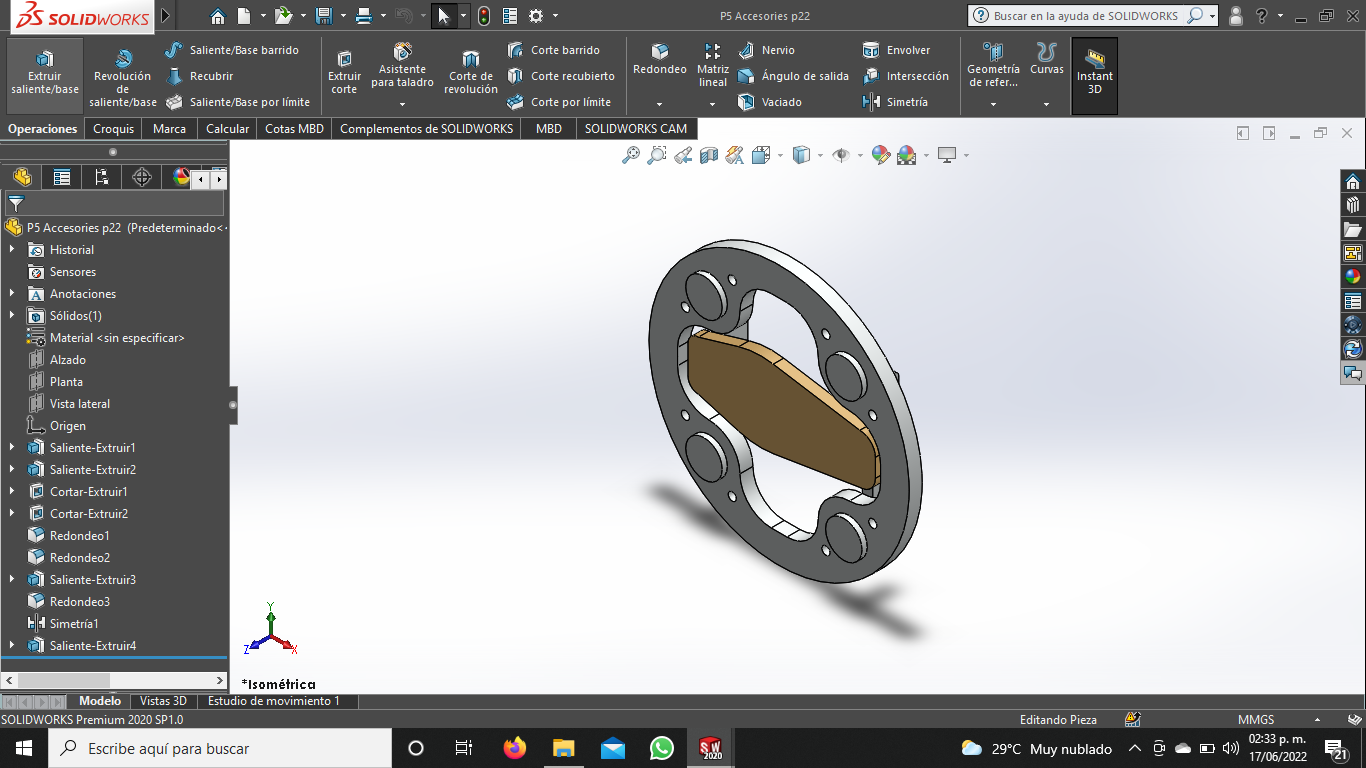 SOLIDWORKS
P5 Accesories p22
Buscar en la ayuda de SOLIDWORKS
Extruir saliente/base
Revolución de saliente/base
Saliente/Base barrido
Recubrir
Saliente/Base por límite
Extruir corte
Asistente para taladro
Corte de revolución
Corte barrido
Corte recubierto
Corte por límite
Redondeo
Matriz lineal
Nervio
Ángulo de salida
Vaciado
Envolver
Intersección
Simetría
Geometría de refer...
Curvas
Instant 3D
Operaciones
Croquis
Marca
Calcular
Cotas MBD
Complementos de SOLIDWORKS
MBD
SOLIDWORKS CAM
P5 Accesories p22 (Predeterminado<
Historial
Sensores
Anotaciones
Sólidos(1)
Material <sin especificar>
Alzado
Planta
Vista lateral
Origen
Saliente-Extruir1
Saliente-Extruir2
Cortar-Extruir1
Cortar-Extruir2
Redondeo1
Redondeo2
Saliente-Extruir3
Redondeo3
Simetría1
Saliente-Extruir4
Y
Z
X
*Isométrica
Modelo
Vistas 3D
Estudio de movimiento 1
SOLIDWORKS Premium 2020 SP1.0
Editando Pieza
MMGS
Escribe aquí para buscar
SW
2020
29°C Muy nublado
02:33 p. m.
17/06/2022
21